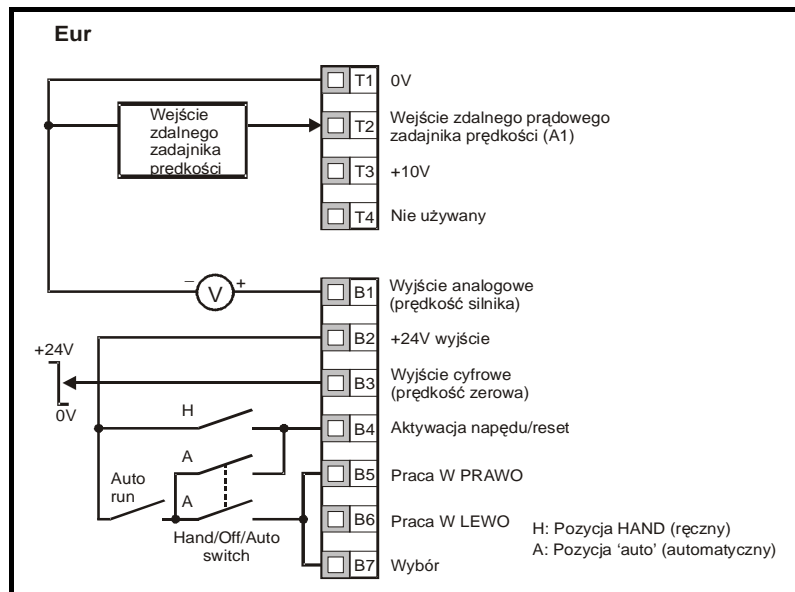 Eur
T1 0V
Wejście
zdalnego
zadajnika
prędkości
T2 Wejście zdalnego prądowego
zadajnika prędkości (A1)
T3 +10V
T4 Nie używany
− V +
B1 Wyjście analogowe
(prędkość silnika)
B2 +24V wyjście
+24V
0V
B3 Wyjście cyfrowe
(prędkość zerowa)
H
B4 Aktywacja napędu/reset
A
Auto
run
B5 Praca W PRAWO
A
B6 Praca W LEWO
Hand/Off/Auto
switch
B7 Wybór
H: Pozycja HAND (ręczny)
A: Pozycja ‘auto’ (automatyczny)